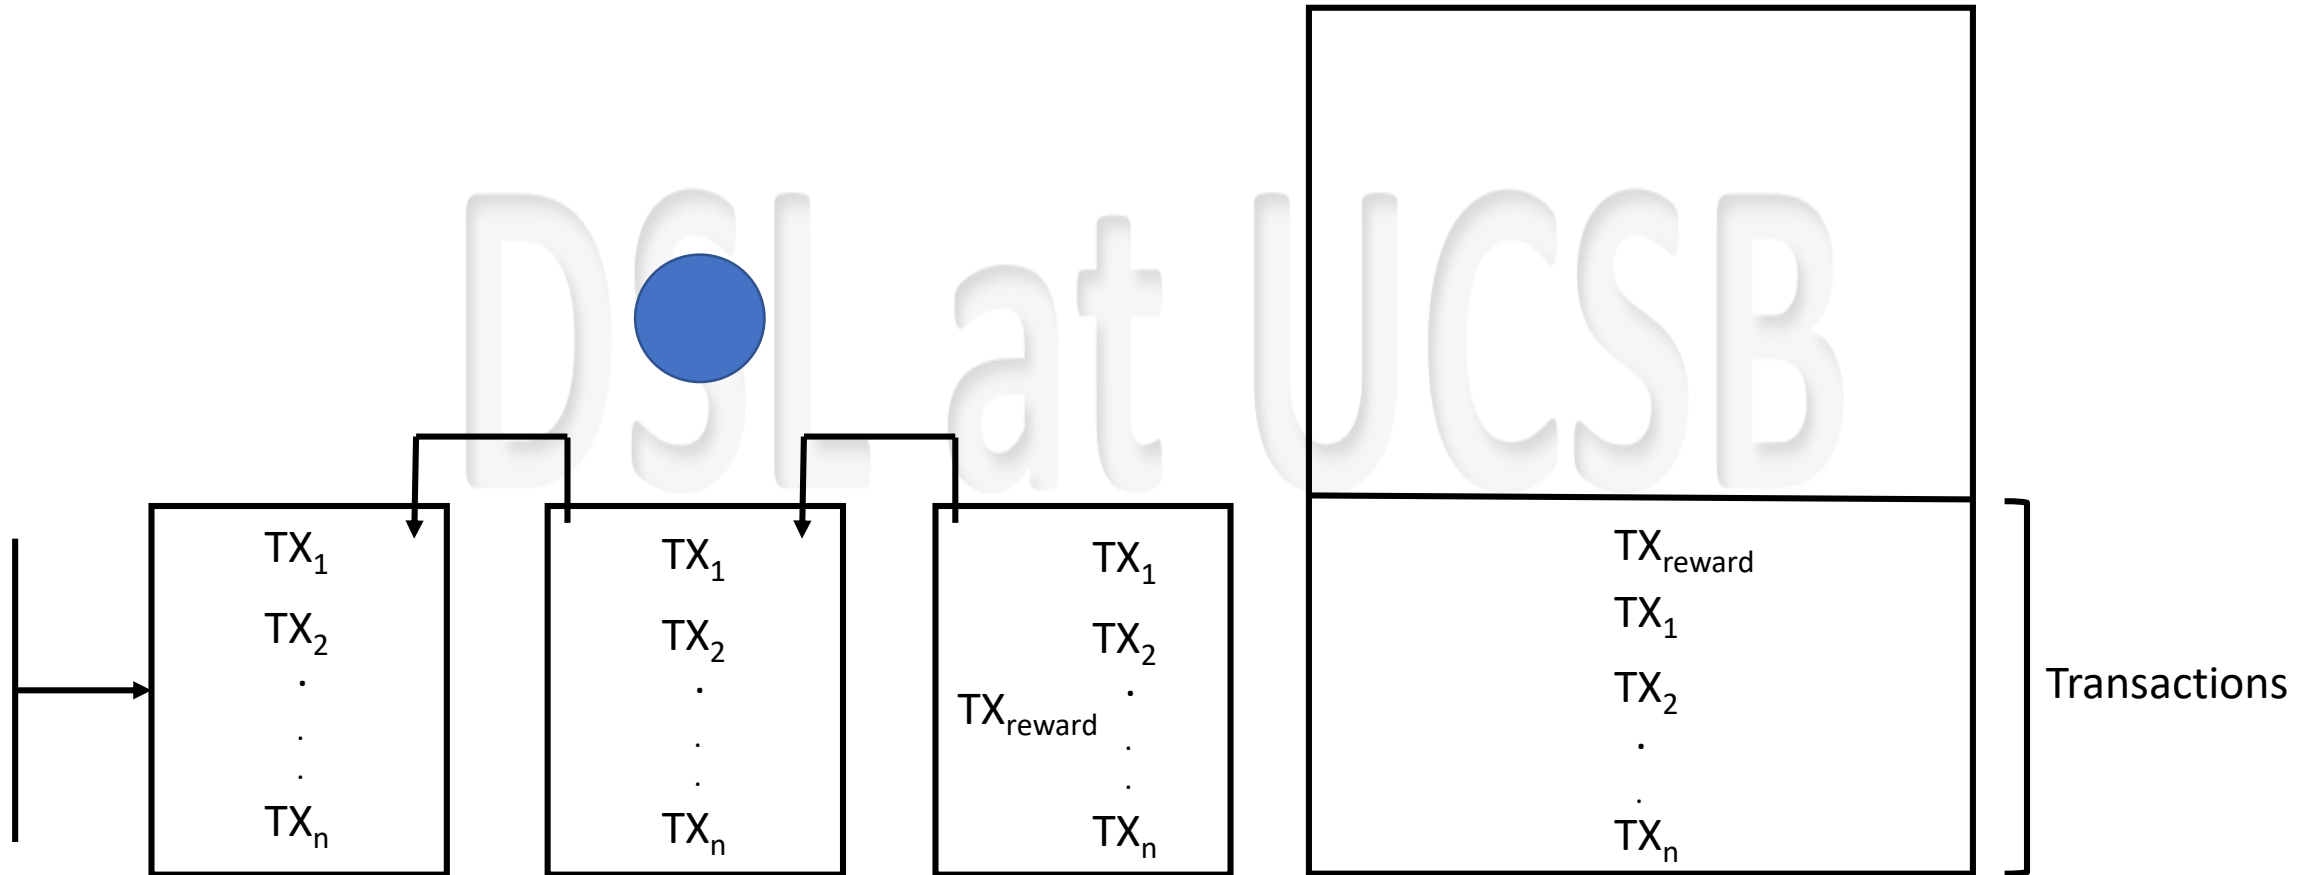 DSL at UCSB
TX1
TX2
.
.
.
TXn
TX1
TX2
.
.
.
TXn
TX1
TX2
.
TXreward
.
.
TXn
TXreward
TX1
TX2
.
.
TXn
Transactions